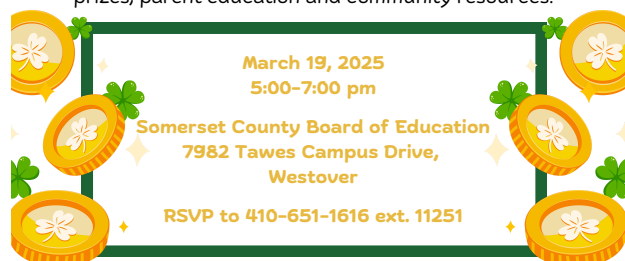 prizes, parent education and community resources.
March 19, 2025
5:00-7:00 pm
Somerset County Board of Education
7982 Tawes Campus Drive,
Westover
RSVP to 410-651-1616 ext. 11251